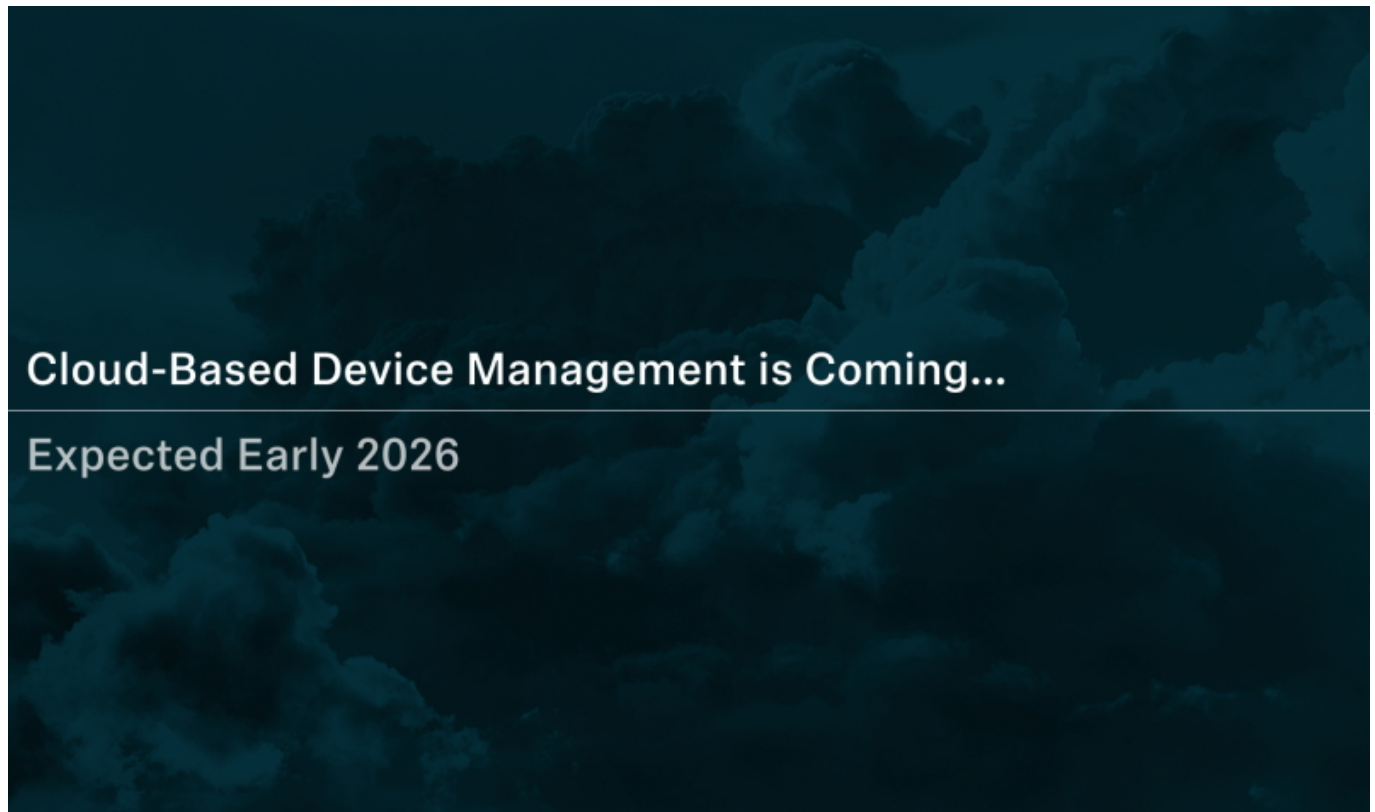 Cloud-Based Device Management is Coming...
Expected Early 2026